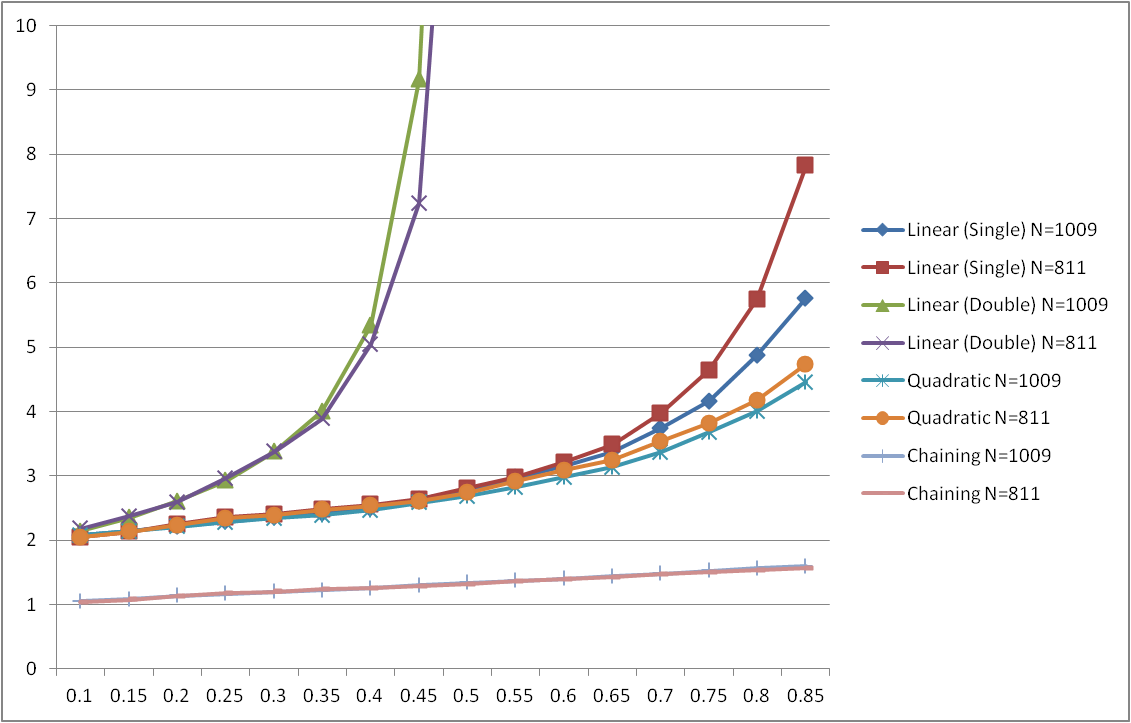 10
9
8
7
6
5
4
3
2
1
0
0.1 0.15 0.2 0.25 0.3 0.35 0.4 0.45 0.5 0.55 0.6 0.65 0.7 0.75 0.8 0.85
Linear (Single) N=1009
Linear (Single) N=811
Linear (Double) N=1009
Linear (Double) N=811
Quadratic N=1009
Quadratic N=811
Chaining N=1009
Chaining N=811